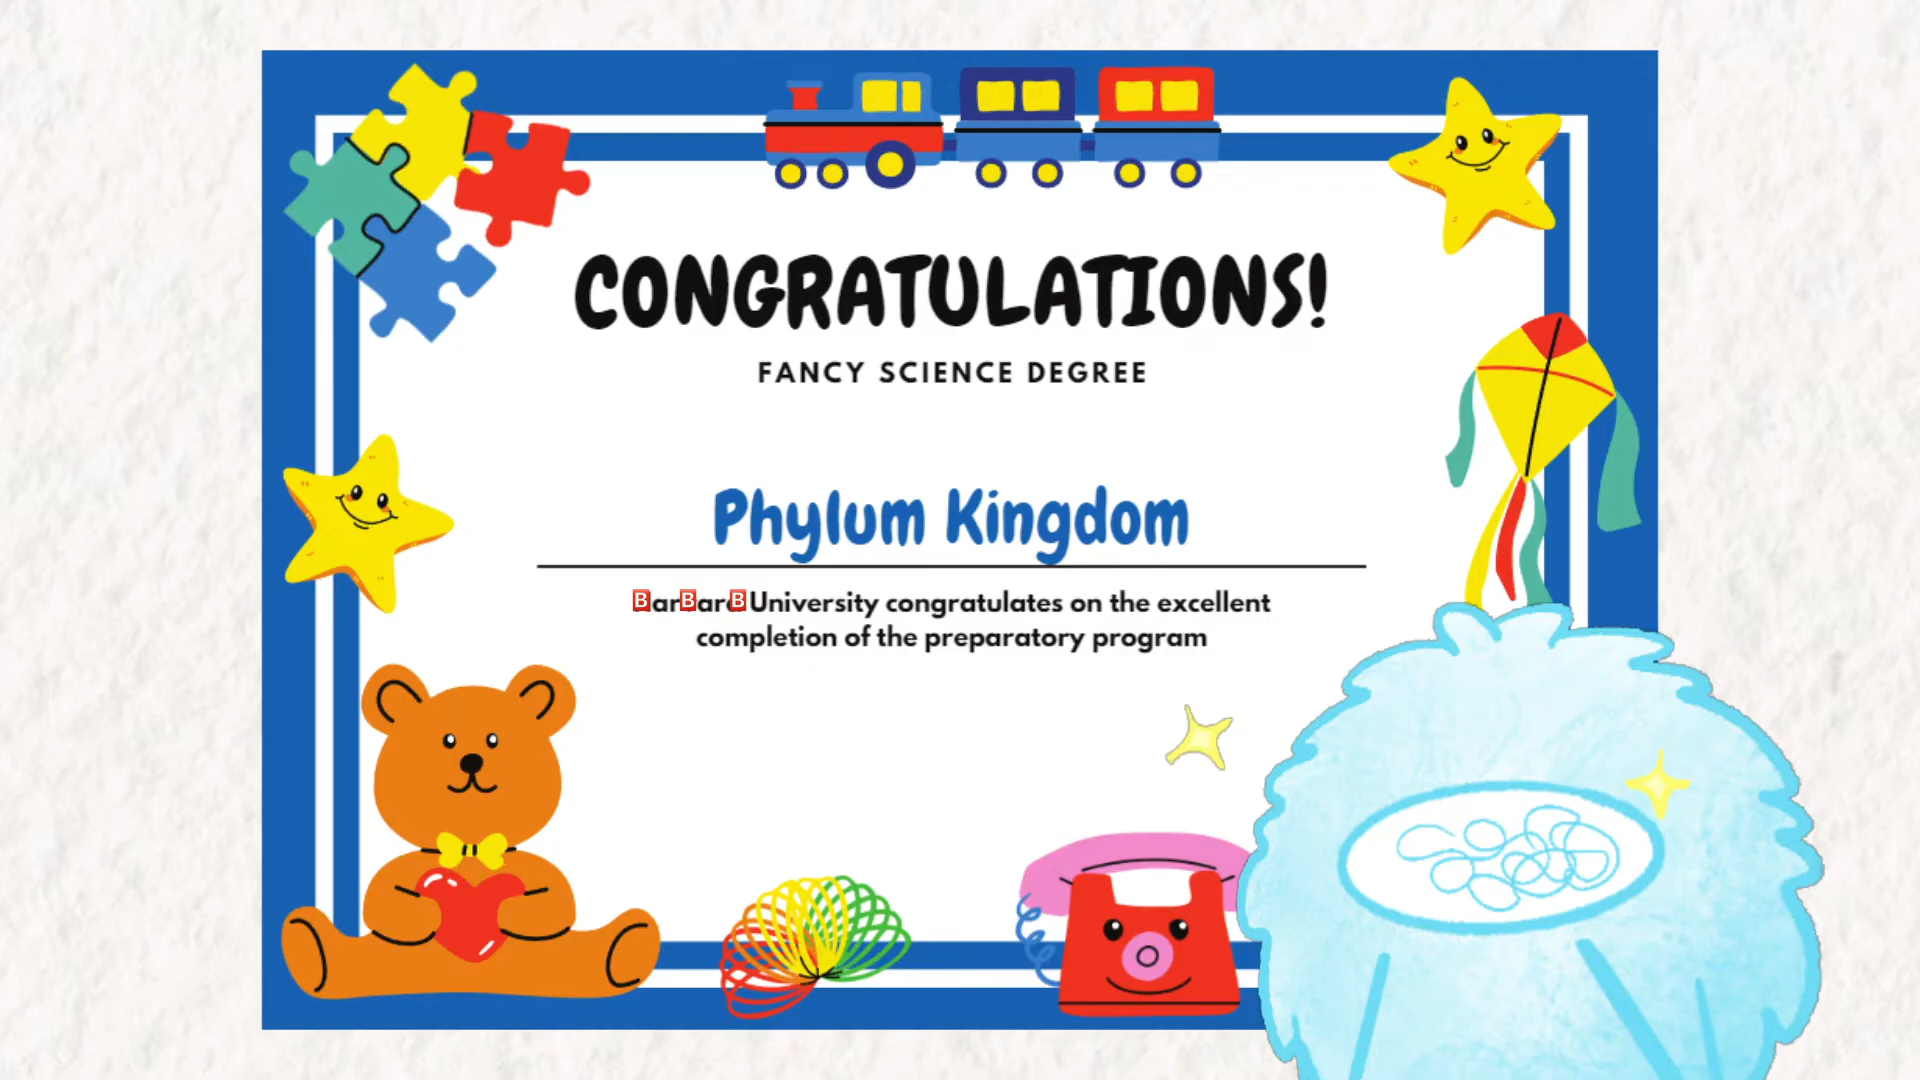 CONGRATULATIONS!
FANCY SCIENCE DEGREE
Phylum Kingdom
🅱ar🅱ar🅱 University congratulates on the excellent
completion of the preparatory program